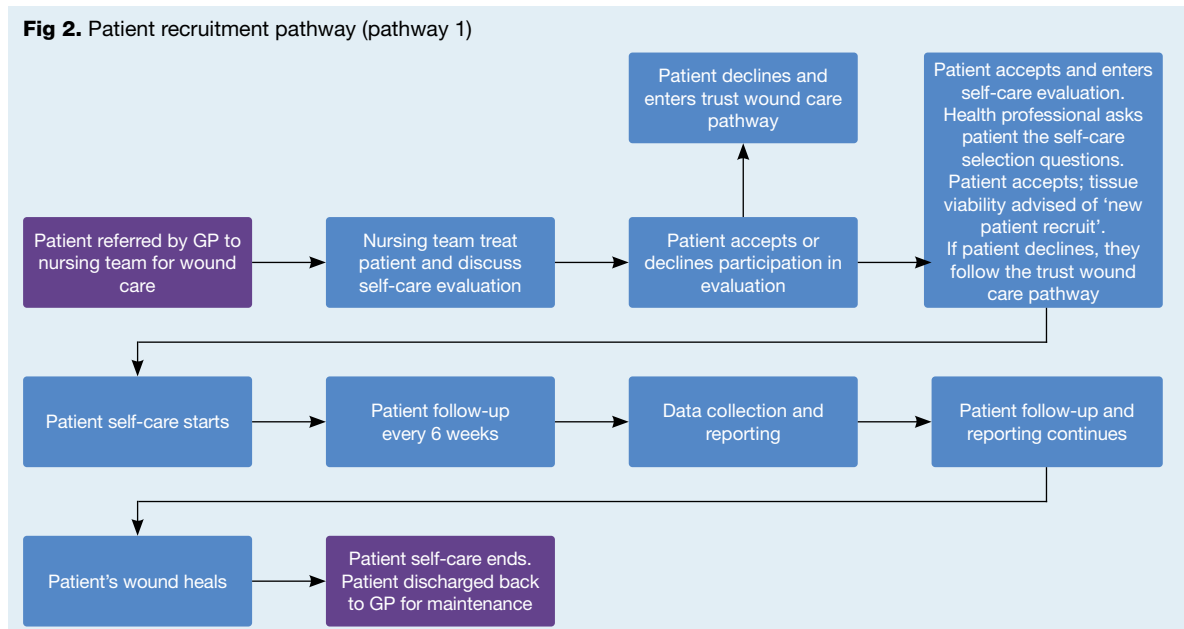 Fig 2. Patient recruitment pathway (pathway 1)
Patient referred by GP to
nursing team for wound
care
Nursing team treat
patient and discuss
self-care evaluation
Patient accepts or
declines participation in
evaluation
Patient declines and
enters trust wound care
pathway
Patient accepts and enters
self-care evaluation.
Health professional asks
patient the self-care
selection questions.
Patient accepts; tissue
viability advised of ‘new
patient recruit’.
If patient declines, they
follow the trust wound
care pathway
Patient self-care starts
Patient follow-up
every 6 weeks
Data collection and
reporting
Patient follow-up and
reporting continues
Patient’s wound heals
Patient self-care ends.
Patient discharged back
to GP for maintenance